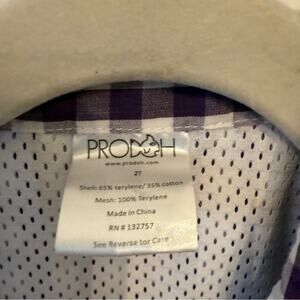 PRODOH
www.prodoh.com
2T
Shell: 65% terylene/ 35% cotton
Mesh: 100% Terylene
Made in China
RN # 132757
See Reverse for Care